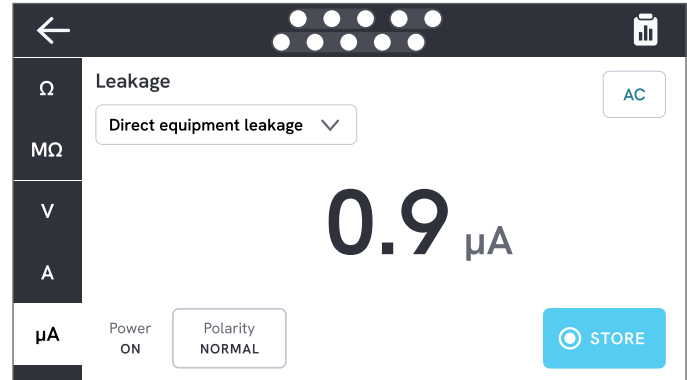 Leakage
AC
Direct equipment leakage
Ω
MΩ
V
A
µA
0.9 µA
Power
ON
Polarity
NORMAL
STORE